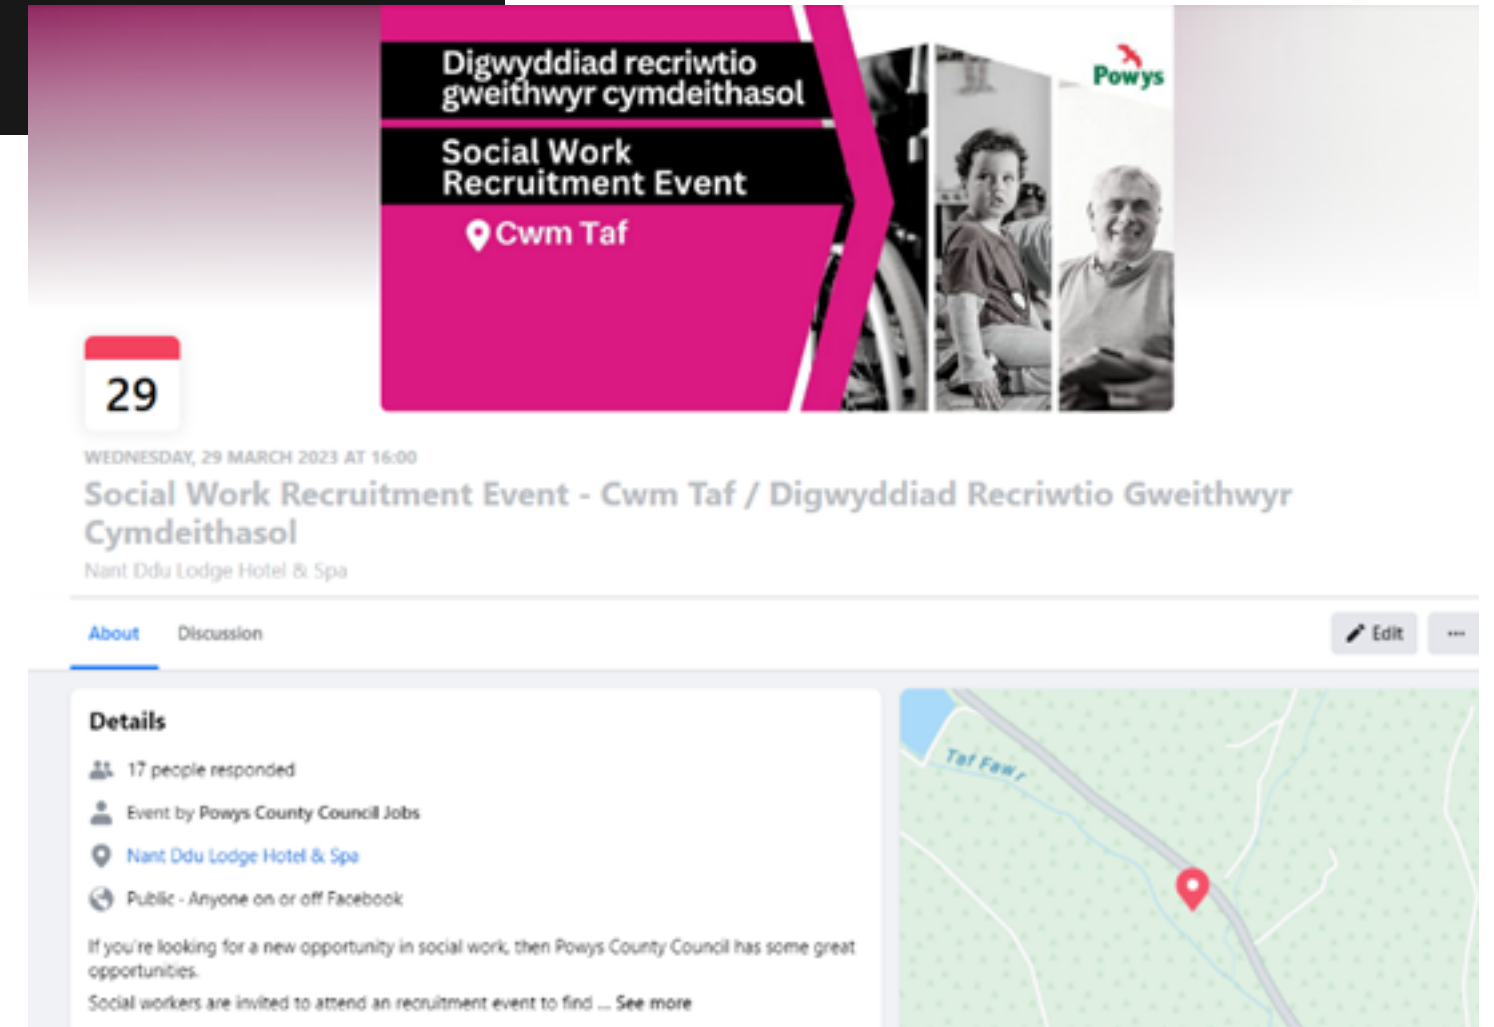 Digwyddiad recriwtio
gweithwyr cymdeithasol
Social Work
Recruitment Event
Cwm Taf
Powys
29
WEDNESDAY, 29 MARCH 2023 AT 16:00
Social Work Recruitment Event - Cwm Taf / Digwyddiad Recriwtio Gweithwyr
Cymdeithasol
Nant Ddu Lodge Hotel & Spa
About
Discussion
Edit
...
Details
17 people responded
Event by Powys County Council Jobs
Nant Ddu Lodge Hotel & Spa
Public - Anyone on or off Facebook
If you're looking for a new opportunity in social work, then Powys County Council has some great
opportunities.
Social workers are invited to attend an recruitment event to find ... See more
Taf Fawr